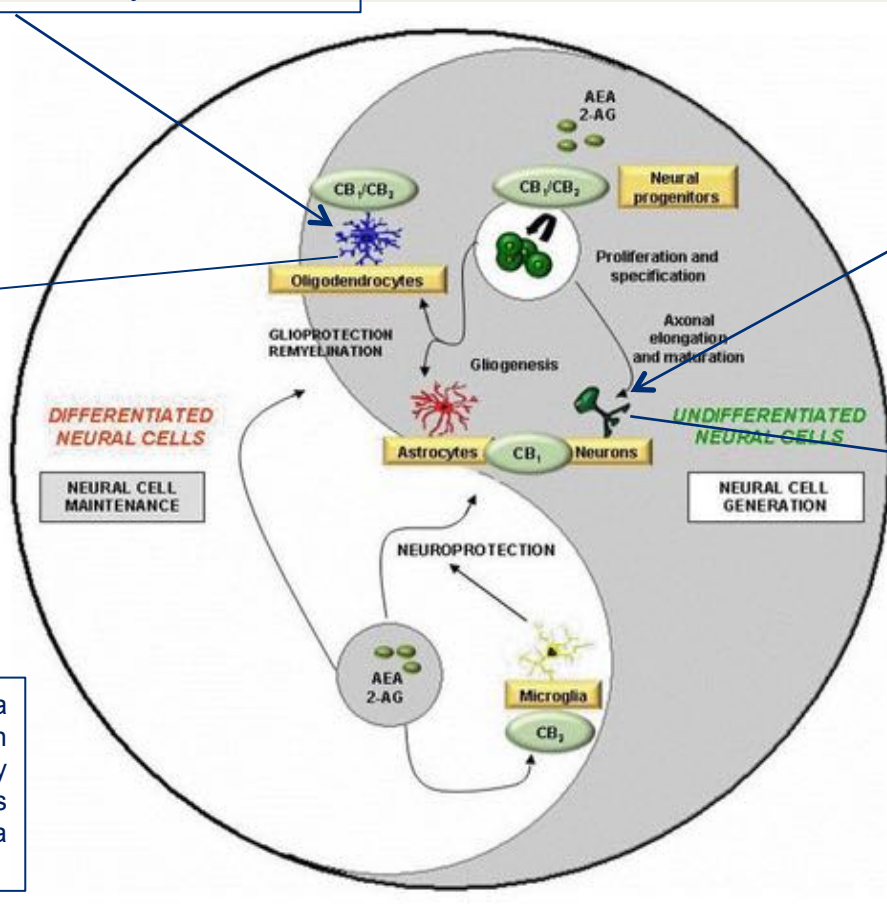 AEA
2-AG
CB1/CB2
CB1/CB2
Neural
progenitors
Proliferation and
specification
Oligodendrocytes
Axonal
elongation
and maturation
GLIOPROTECTION
REMYELINATION
Gliogenesis
DIFFERENTIATED
NEURAL CELLS
UNDIFFERENTIATED
NEURAL CELLS
Astrocytes
CB1
Neurons
NEURAL CELL
MAINTENANCE
NEURAL CELL
GENERATION
NEUROPROTECTION
AEA
2-AG
Microglia
CB2
a
n
y
s
a